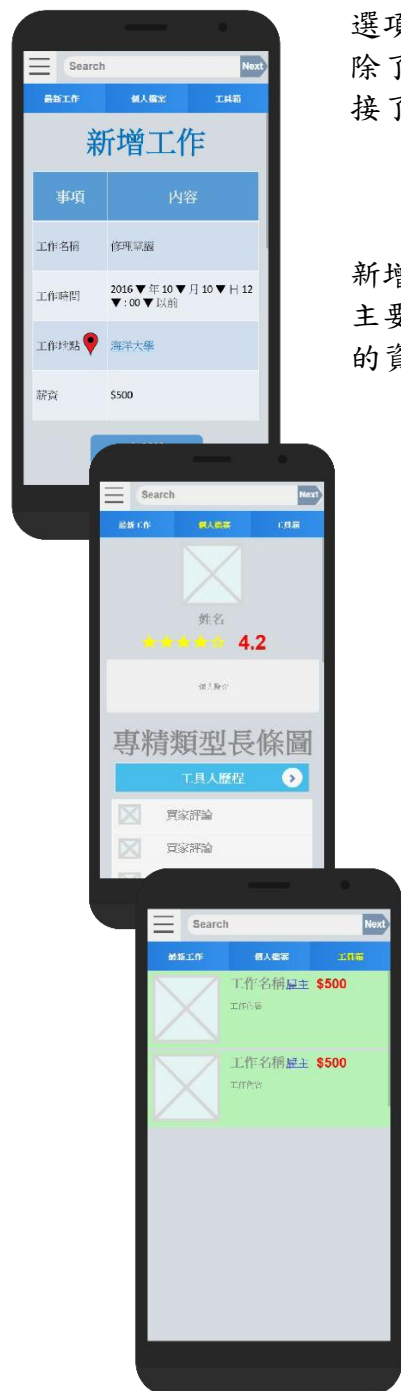 選項
除了
接了
新增
主要
的資
Search Next
最新工作 個人檔案 工具箱
新增工作
事項 內容
工作名稱 修理電腦
工作時間 2016 ▼ 年 10 ▼ 月 10 ▼ 日 12
▼ : 00 ▼ 以前
工作地點 海洋大學
薪資 $500
Search Next
最新工作 個人檔案 工具箱
姓名
4.2
個人簡介
專精類型長條圖
工具人歷程
買家評論
買家評論
Search Next
最新工作 個人檔案 工具箱
工作名稱 雇主 $500
工作內容
工作名稱 雇主 $500
工作內容